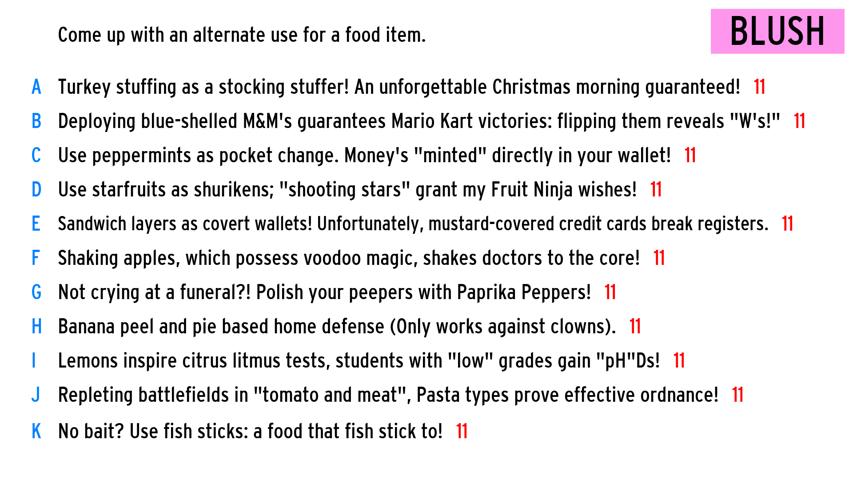 Come up with an alternate use for a food item.
BLUSH
A Turkey stuffing as a stocking stuffer! An unforgettable Christmas morning guaranteed! 11
B Deploying blue-shelled M&M's guarantees Mario Kart victories: flipping them reveals "W's!" 11
C Use peppermints as pocket change. Money's "minted" directly in your wallet! 11
D Use starfruits as shurikens; "shooting stars" grant my Fruit Ninja wishes! 11
E Sandwich layers as covert wallets! Unfortunately, mustard-covered credit cards break registers. 11
F Shaking apples, which possess voodoo magic, shakes doctors to the core! 11
G Not crying at a funeral?! Polish your peepers with Paprika Peppers! 11
H Banana peel and pie based home defense (Only works against clowns). 11
I Lemons inspire citrus litmus tests, students with "low" grades gain "pH"Ds! 11
J Repleting battlefields in "tomato and meat", Pasta types prove effective ordnance! 11
K No bait? Use fish sticks: a food that fish stick to! 11